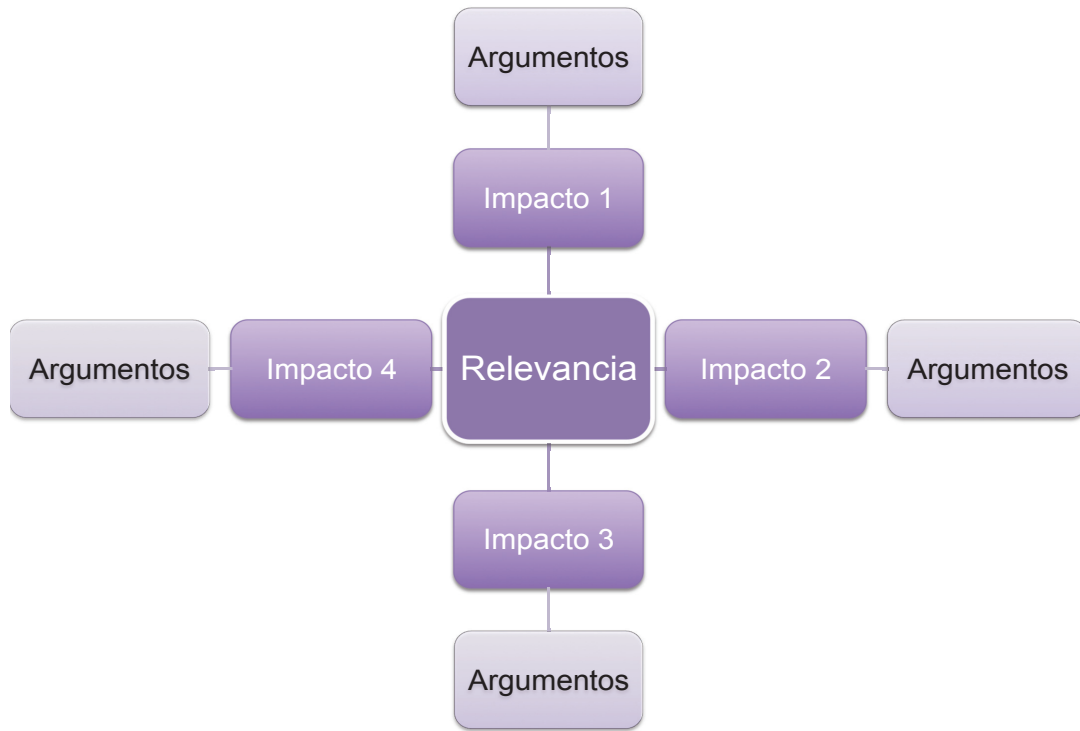 Argumentos
Impacto 1
Argumentos
Impacto 4
Relevancia
Impacto 2
Argumentos
Impacto 3
Argumentos